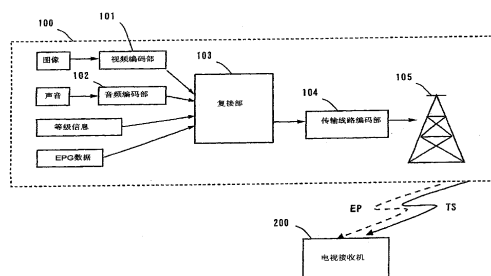 100
101
图像
视频编码部
102
103
声音
音频编码部
复接部
104
105
等级信息
传输线路编码部
EPG数据
EP
TS
200
电视接收机